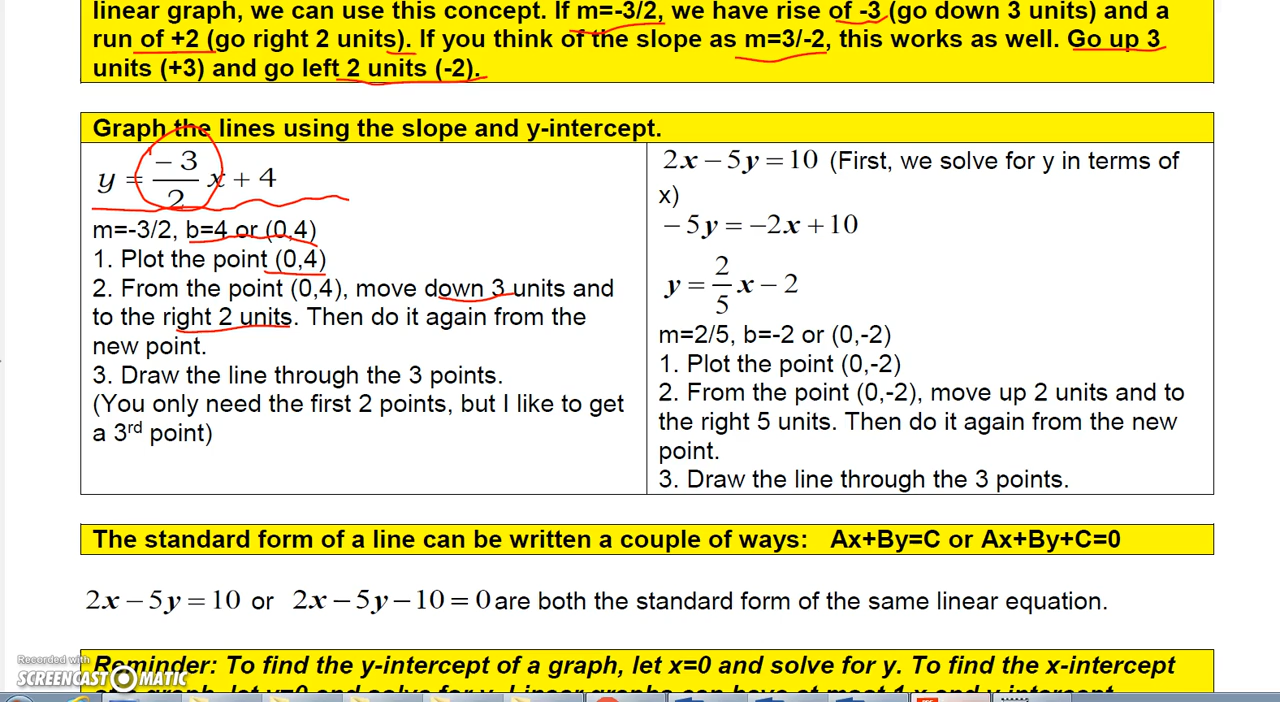 linear graph, we can use this concept. If m=-3/2, we have rise of -3 (go down 3 units) and a
run of +2 (go right 2 units). If you think of the slope as m=3/-2, this works as well. Go up 3
units (+3) and go left 2 units (-2).
Graph the lines using the slope and y-intercept.
y = -3/2 x + 4
m=-3/2, b=4 or (0,4)
1. Plot the point (0,4)
2. From the point (0,4), move down 3 units and
to the right 2 units. Then do it again from the
new point.
3. Draw the line through the 3 points.
(You only need the first 2 points, but I like to get
a 3rd point)
2x − 5y = 10 (First, we solve for y in terms of
x)
− 5y = −2x + 10
y = 2/5 x − 2
m=2/5, b=-2 or (0,-2)
1. Plot the point (0,-2)
2. From the point (0,-2), move up 2 units and to
the right 5 units. Then do it again from the new
point.
3. Draw the line through the 3 points.
The standard form of a line can be written a couple of ways: Ax+By=C or Ax+By+C=0
2x − 5y = 10 or 2x − 5y − 10 = 0 are both the standard form of the same linear equation.
Reminder: To find the y-intercept of a graph, let x=0 and solve for y. To find the x-intercept
Recorded with
SCREENCAST MATIC